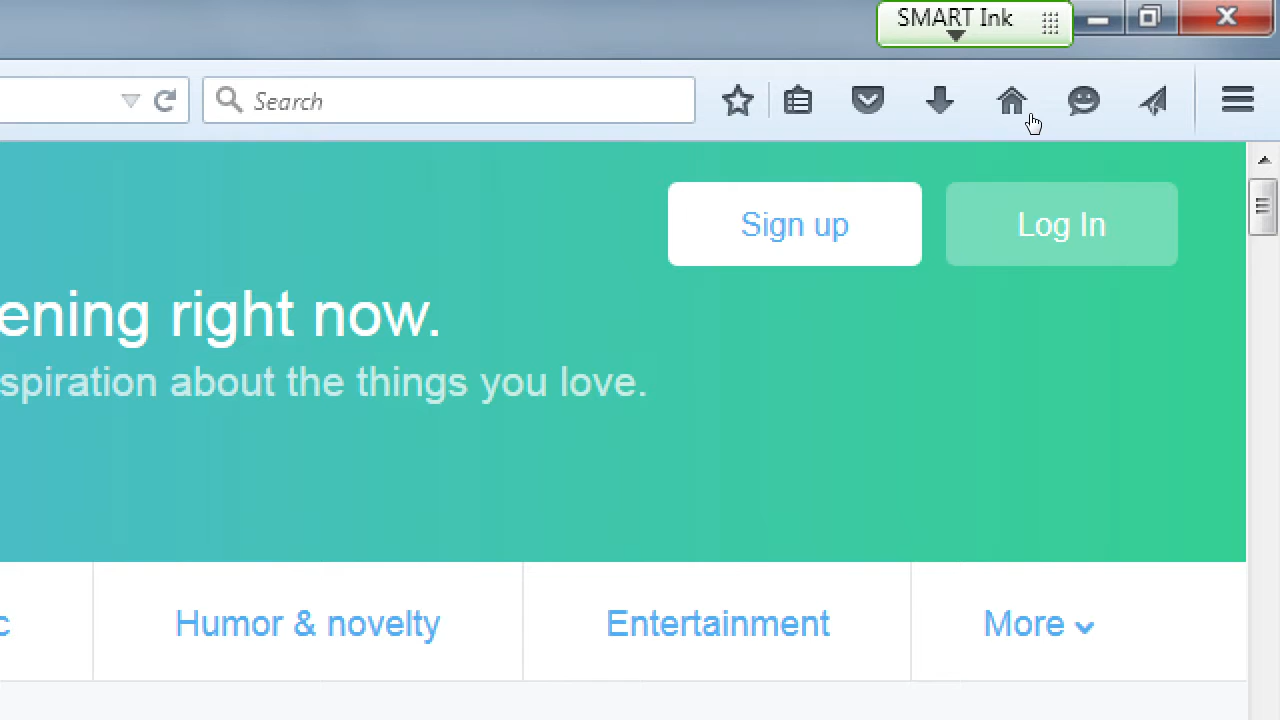 SMART Ink
Search
Sign up
Log In
ening right now.
spiration about the things you love.
c
Humor & novelty
Entertainment
More